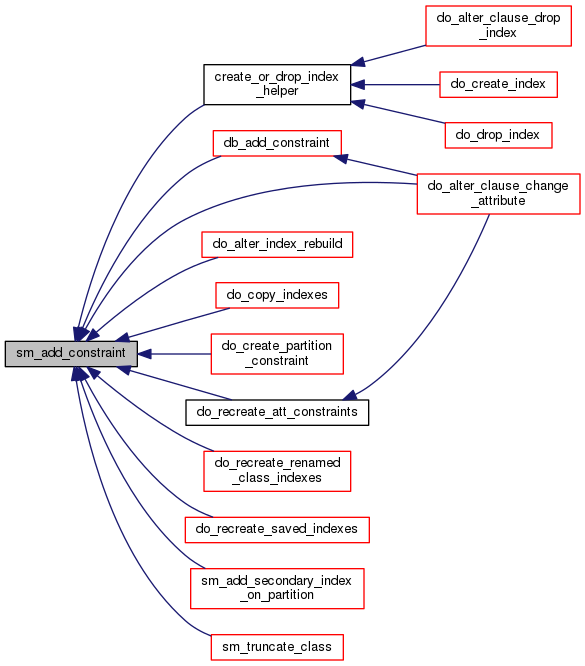 do_alter_clause_drop
_index
create_or_drop_index
_helper
do_create_index
do_drop_index
db_add_constraint
do_alter_clause_change
_attribute
do_alter_index_rebuild
do_copy_indexes
do_create_partition
_constraint
sm_add_constraint
do_recreate_att_constraints
do_recreate_renamed
_class_indexes
do_recreate_saved_indexes
sm_add_secondary_index
_on_partition
sm_truncate_class